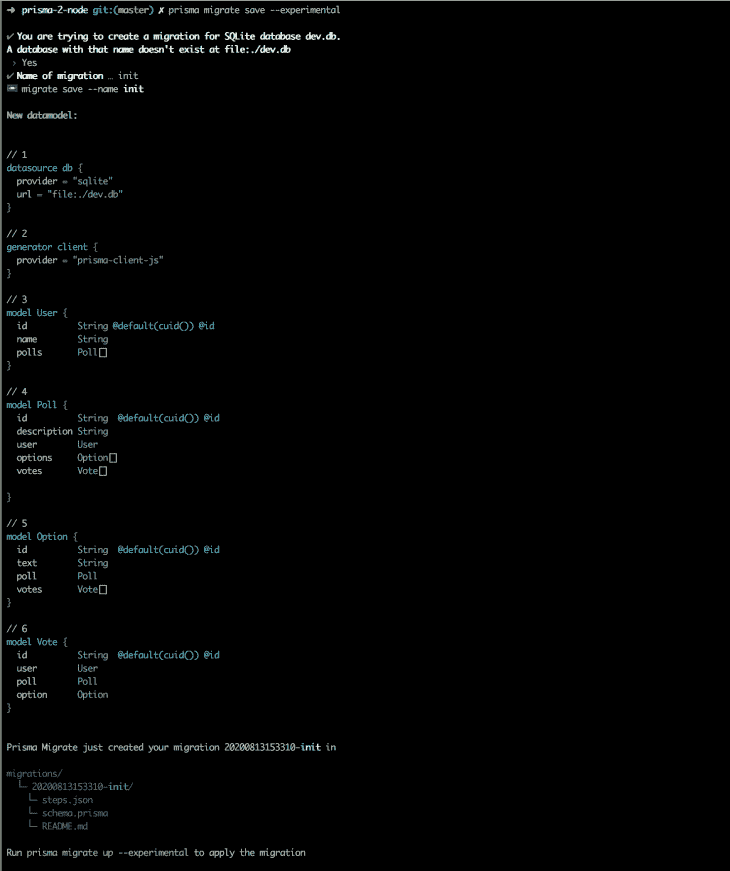 ➜ prisma-2-node git:(master) ✗ prisma migrate save --experimental
✔ You are trying to create a migration for SQLite database dev.db.
A database with that name doesn't exist at file:./dev.db
› Yes
✔ Name of migration … init
📼 migrate save --name init
New datamodel:
// 1
datasource db {
  provider = "sqlite"
  url = "file:./dev.db"
}
// 2
generator client {
  provider = "prisma-client-js"
}
// 3
model User {
  id          String @default(cuid()) @id
  name        String
  polls       Poll[]
}
// 4
model Poll {
  id          String  @default(cuid()) @id
  description String
  user        User
  options     Option[]
  votes       Vote[]
}
// 5
model Option {
  id          String  @default(cuid()) @id
  text        String
  poll        Poll
  votes       Vote[]
}
// 6
model Vote {
  id          String  @default(cuid()) @id
  user        User
  poll        Poll
  option      Option
}
Prisma Migrate just created your migration 20200813153310-init in
migrations/
  └─ 20200813153310-init/
    └─ steps.json
    └─ schema.prisma
    └─ README.md
Run prisma migrate up --experimental to apply the migration